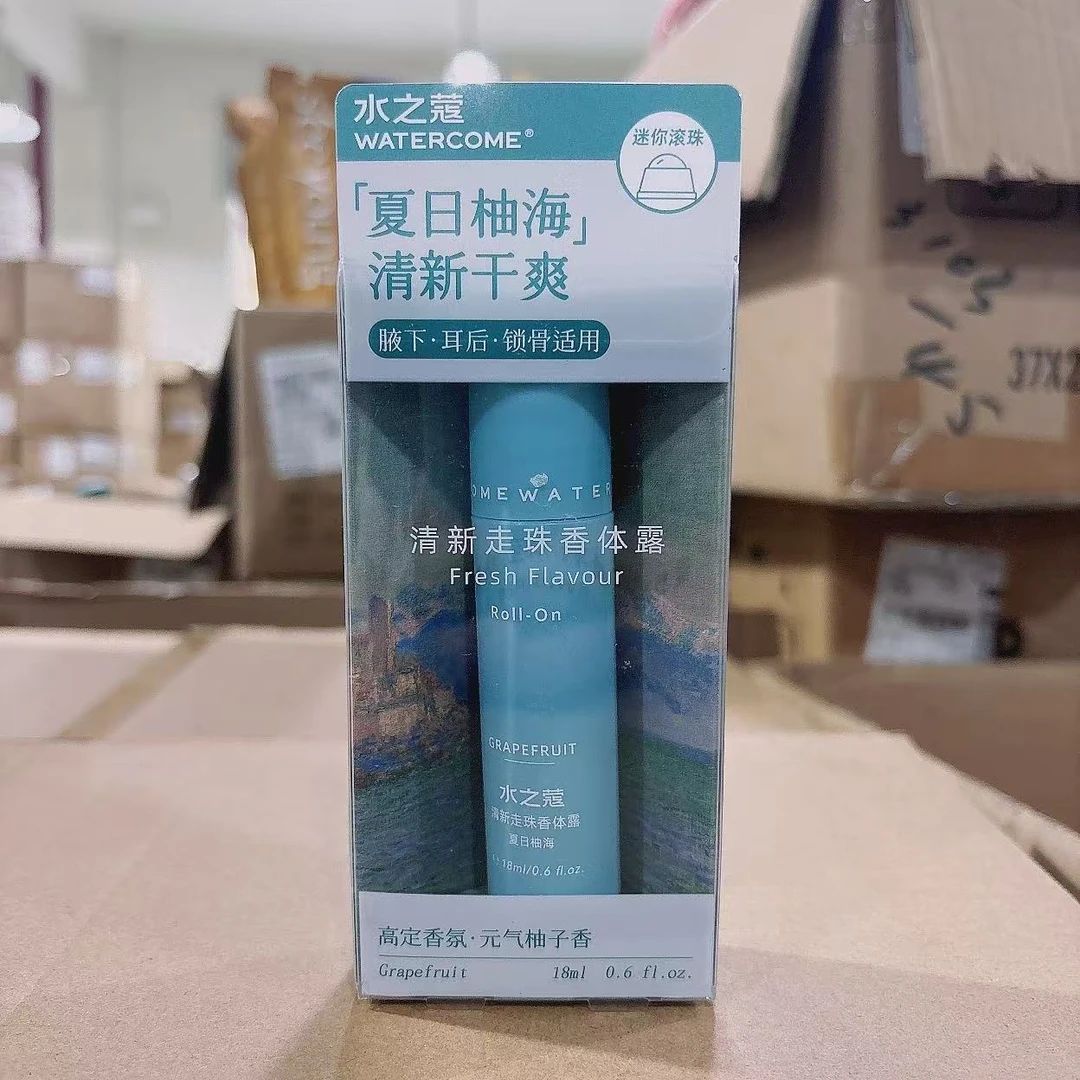 水之蔻
WATERCOME®
迷你滚珠
「夏日柚海」
清新干爽
腋下·耳后·锁骨适用
OMEWATER
清新走珠香体露
Fresh Flavour
Roll-On
GRAPEFRUIT
水之蔻
清新走珠香体露
夏日柚海
18ml/0.6 fl.oz.
高定香氛·元气柚子香
Grapefruit 18ml 0.6 fl.oz.
37X2